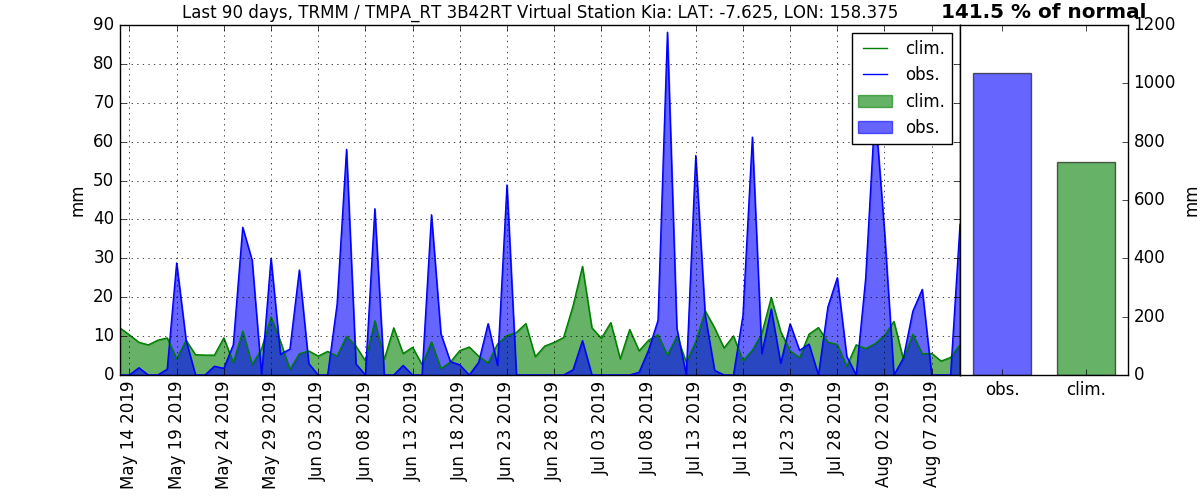 Last 90 days, TRMM / TMPA_RT 3B42RT Virtual Station Kia: LAT: -7.625, LON: 158.375
141.5 % of normal
90
80
70
60
50
40
30
20
10
0
mm
clim.
obs.
clim.
obs.
1200
1000
800
600
400
200
0
mm
obs.
clim.
May 14 2019
May 19 2019
May 24 2019
May 29 2019
Jun 03 2019
Jun 08 2019
Jun 13 2019
Jun 18 2019
Jun 23 2019
Jun 28 2019
Jul 03 2019
Jul 08 2019
Jul 13 2019
Jul 18 2019
Jul 23 2019
Jul 28 2019
Aug 02 2019
Aug 07 2019